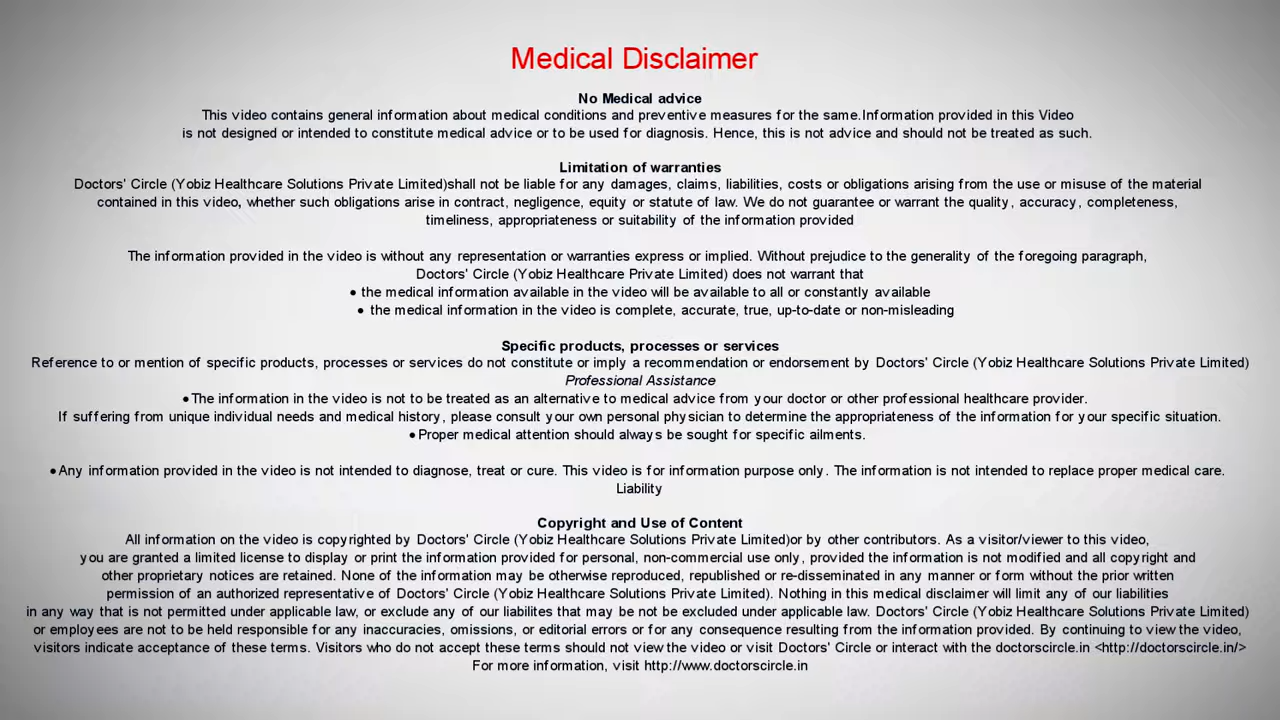 Medical Disclaimer
No Medical advice
This video contains general information about medical conditions and preventive measures for the same.Information provided in this Video
is not designed or intended to constitute medical advice or to be used for diagnosis. Hence, this is not advice and should not be treated as such.
Limitation of warranties
Doctors' Circle (Yobiz Healthcare Solutions Private Limited)shall not be liable for any damages, claims, liabilities, costs or obligations arising from the use or misuse of the material
contained in this video, whether such obligations arise in contract, negligence, equity or statute of law. We do not guarantee or warrant the quality, accuracy, completeness,
timeliness, appropriateness or suitability of the information provided
The information provided in the video is without any representation or warranties express or implied. Without prejudice to the generality of the foregoing paragraph,
Doctors' Circle (Yobiz Healthcare Private Limited) does not warrant that
● the medical information available in the video will be available to all or constantly available
● the medical information in the video is complete, accurate, true, up-to-date or non-misleading
Specific products, processes or services
Reference to or mention of specific products, processes or services do not constitute or imply a recommendation or endorsement by Doctors' Circle (Yobiz Healthcare Solutions Private Limited)
Professional Assistance
●The information in the video is not to be treated as an alternative to medical advice from your doctor or other professional healthcare provider.
If suffering from unique individual needs and medical history, please consult your own personal physician to determine the appropriateness of the information for your specific situation.
●Proper medical attention should always be sought for specific ailments.
●Any information provided in the video is not intended to diagnose, treat or cure. This video is for information purpose only. The information is not intended to replace proper medical care.
Liability
Copyright and Use of Content
All information on the video is copyrighted by Doctors' Circle (Yobiz Healthcare Solutions Private Limited)or by other contributors. As a visitor/viewer to this video,
you are granted a limited license to display or print the information provided for personal, non-commercial use only, provided the information is not modified and all copyright and
other proprietary notices are retained. None of the information may be otherwise reproduced, republished or re-disseminated in any manner or form without the prior written
permission of an authorized representative of Doctors' Circle (Yobiz Healthcare Solutions Private Limited). Nothing in this medical disclaimer will limit any of our liabilities
in any way that is not permitted under applicable law, or exclude any of our liabilites that may be not be excluded under applicable law. Doctors' Circle (Yobiz Healthcare Solutions Private Limited)
or employees are not to be held responsible for any inaccuracies, omissions, or editorial errors or for any consequence resulting from the information provided. By continuing to view the video,
visitors indicate acceptance of these terms. Visitors who do not accept these terms should not view the video or visit Doctors' Circle or interact with the doctorscircle.in <http://doctorscircle.in/>
For more information, visit http://www.doctorscircle.in